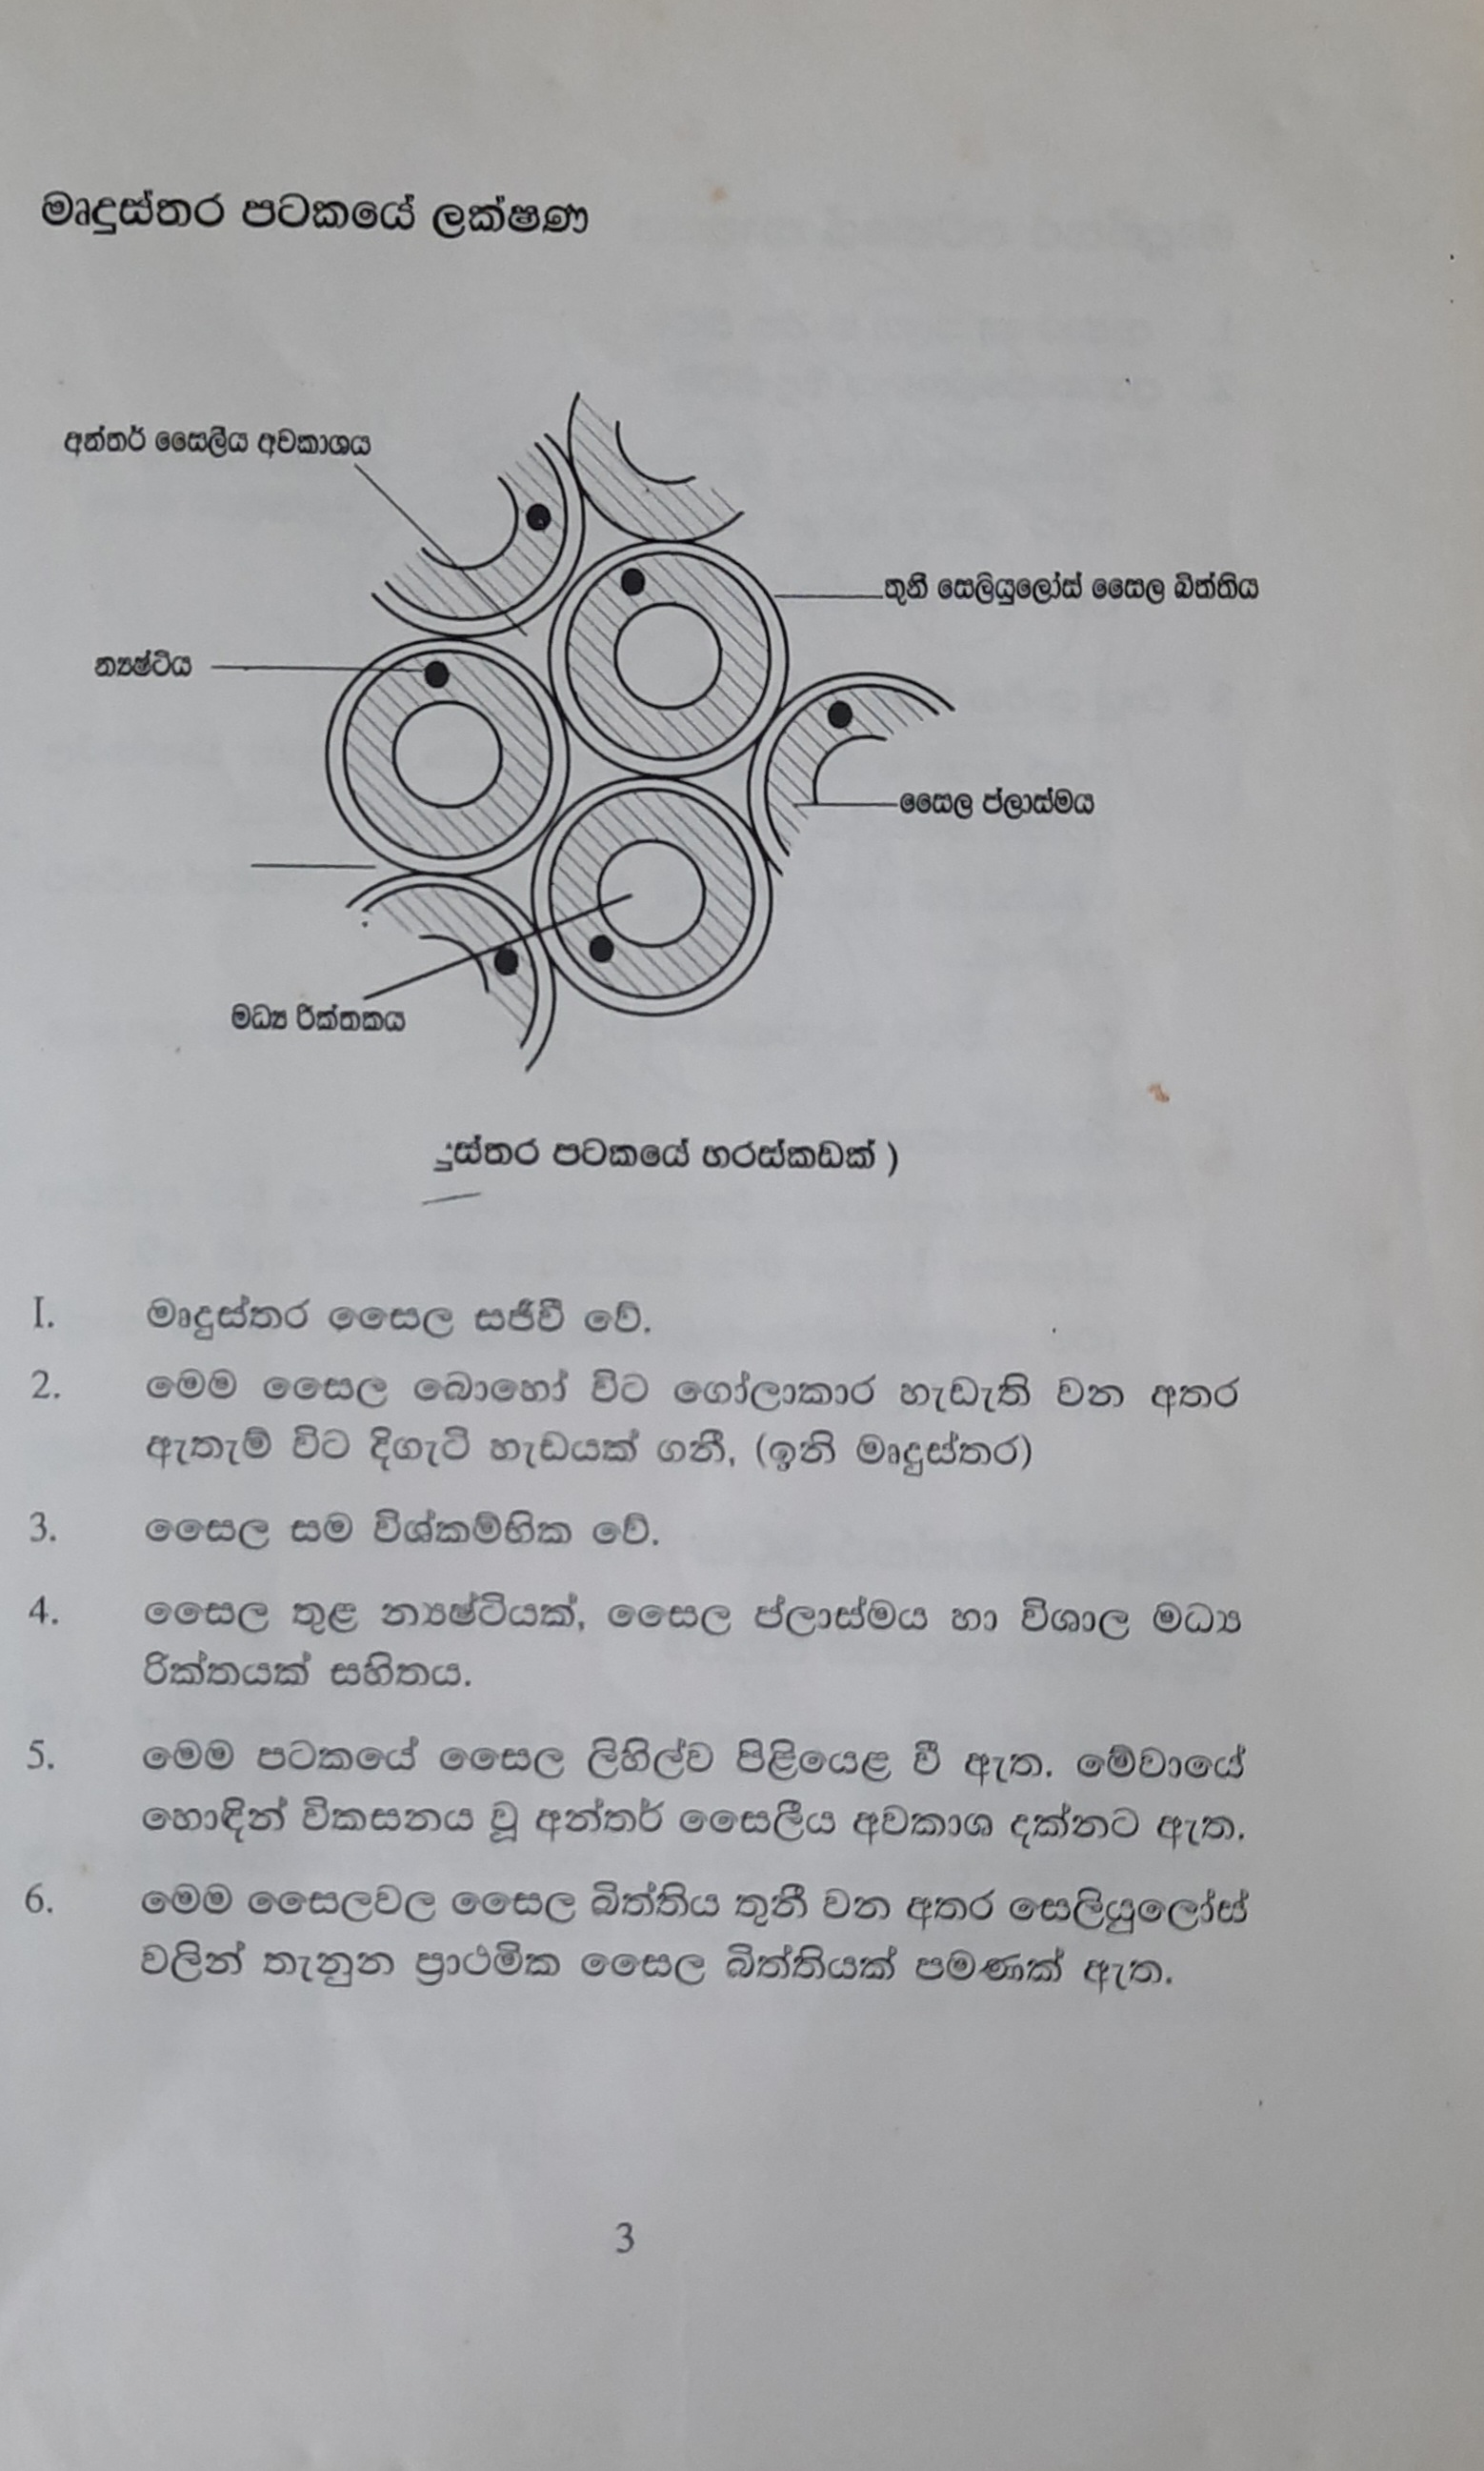 මෘදුස්තර පටකයේ ලක්ෂණ
අන්තර් සෛලීය අවකාශය
තුනී සෙලියුලෝස් සෛල බිත්තිය
න්‍යෂ්ටිය
සෛල ප්ලාස්මය
මධ්‍ය රික්තකය
දුස්තර පටකයේ හරස්කඩක් )
I. මෘදුස්තර සෛල සජීවී වේ.
2. මෙම සෛල බොහෝ විට ගෝලාකාර හැඩැති වන අතර
ඇතැම් විට දිගැටි හැඩයක් ගනී, (ඉනි මෘදුස්තර)
3. සෛල සම විශ්කම්භික වේ.
4. සෛල තුළ න්‍යෂ්ටියක්, සෛල ප්ලාස්මය හා විශාල මධ්‍ය
රික්තයක් සහිතය.
5. මෙම පටකයේ සෛල ලිහිල්ව පිළියෙළ වී ඇත. මේවායේ
හොඳින් විකසනය වූ අන්තර් සෛලීය අවකාශ දක්නට ඇත.
6. මෙම සෛලවල සෛල බිත්තිය තුනී වන අතර සෙලියුලෝස්
වලින් තැනුන ප්‍රාථමික සෛල බිත්තියක් පමණක් ඇත.
3